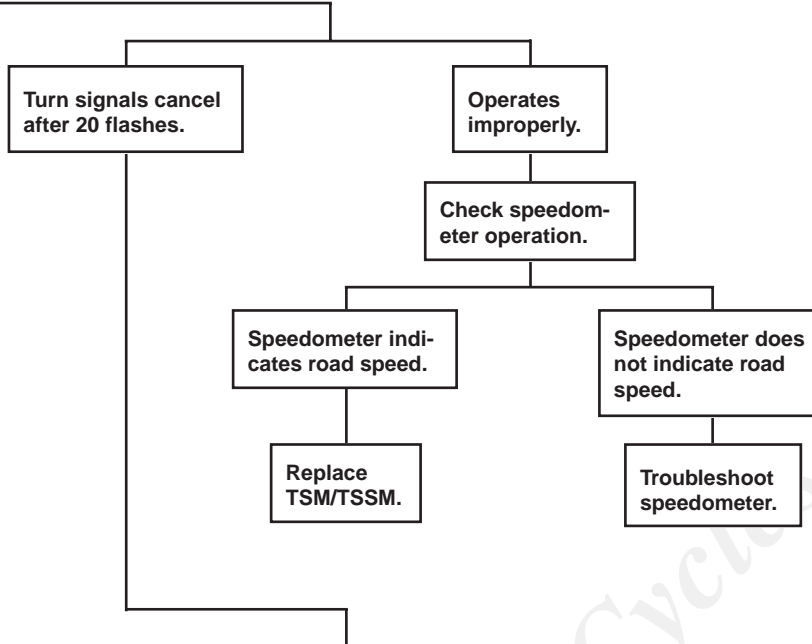 Turn signals cancel
after 20 flashes.
Operates
improperly.
Check speedom-
eter operation.
Speedometer indi-
cates road speed.
Speedometer does
not indicate road
speed.
Replace
TSM/TSSM.
Troubleshoot
speedometer.
Cycles